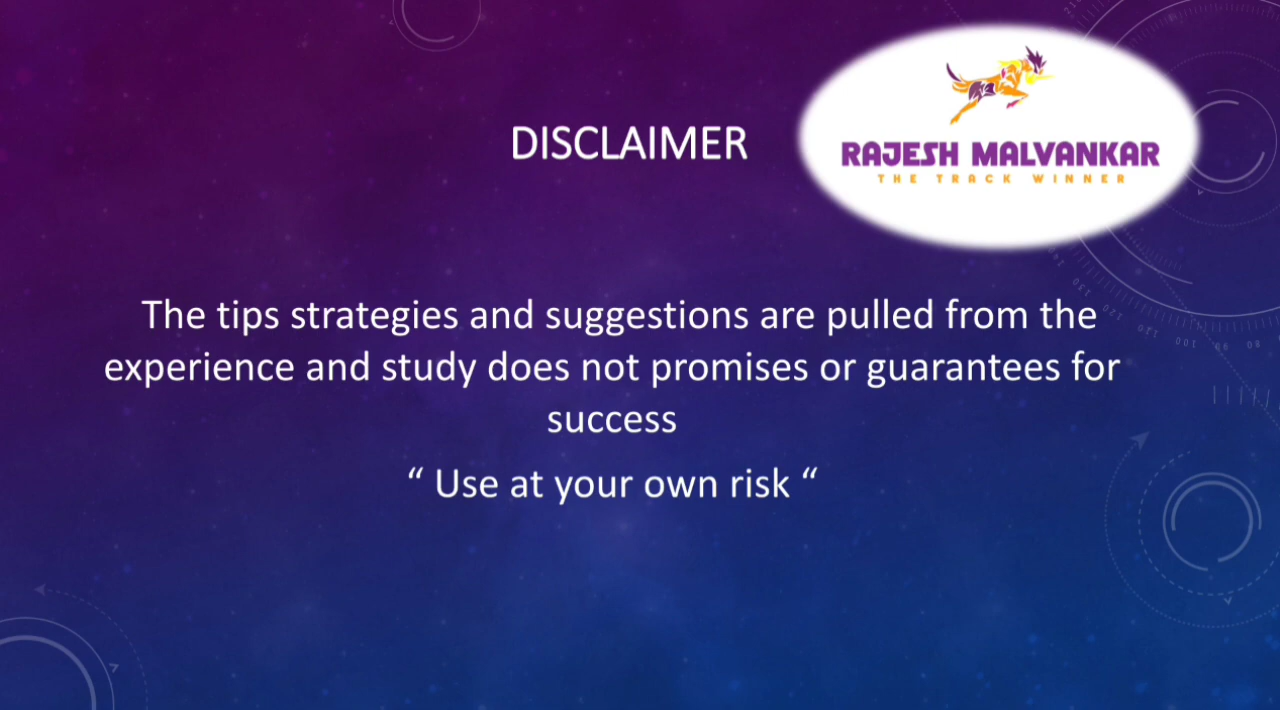 DISCLAIMER
RAJESH MALVANKAR
THE TRACK WINNER
The tips strategies and suggestions are pulled from the
experience and study does not promises or guarantees for
success
“ Use at your own risk “